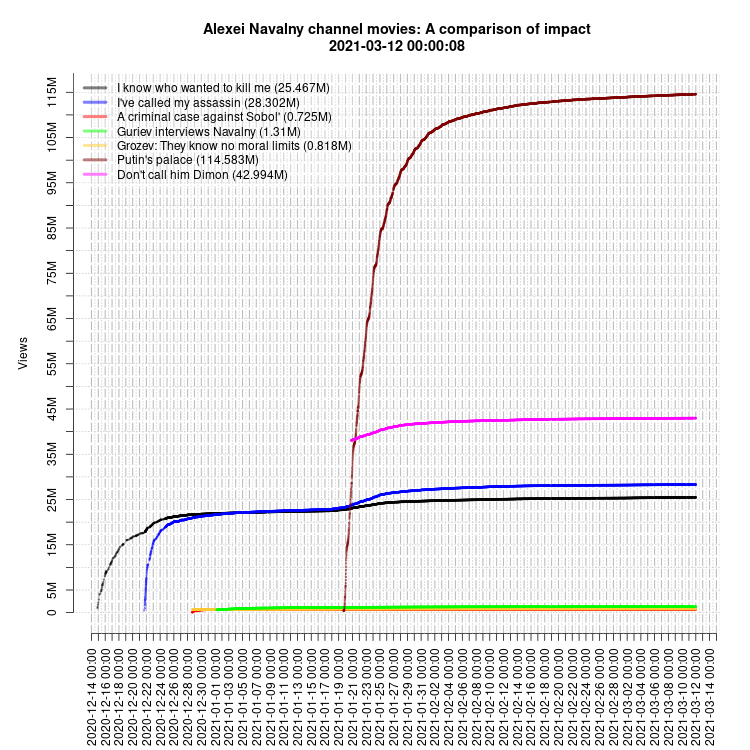 Alexei Navalny channel movies: A comparison of impact
2021-03-12 00:00:08
I know who wanted to kill me (25.467M)
I've called my assassin (28.302M)
A criminal case against Sobol' (0.725M)
Guriev interviews Navalny (1.31M)
Grozev: They know no moral limits (0.818M)
Putin's palace (114.583M)
Don't call him Dimon (42.994M)
Views
115M
105M
95M
85M
75M
65M
55M
45M
35M
25M
15M
5M
0
2020-12-14 00:00
2020-12-16 00:00
2020-12-18 00:00
2020-12-20 00:00
2020-12-22 00:00
2020-12-24 00:00
2020-12-26 00:00
2020-12-28 00:00
2020-12-30 00:00
2021-01-01 00:00
2021-01-03 00:00
2021-01-05 00:00
2021-01-07 00:00
2021-01-09 00:00
2021-01-11 00:00
2021-01-13 00:00
2021-01-15 00:00
2021-01-17 00:00
2021-01-19 00:00
2021-01-21 00:00
2021-01-23 00:00
2021-01-25 00:00
2021-01-27 00:00
2021-01-29 00:00
2021-01-31 00:00
2021-02-02 00:00
2021-02-04 00:00
2021-02-06 00:00
2021-02-08 00:00
2021-02-10 00:00
2021-02-12 00:00
2021-02-14 00:00
2021-02-16 00:00
2021-02-18 00:00
2021-02-20 00:00
2021-02-22 00:00
2021-02-24 00:00
2021-02-26 00:00
2021-02-28 00:00
2021-03-02 00:00
2021-03-04 00:00
2021-03-06 00:00
2021-03-08 00:00
2021-03-10 00:00
2021-03-12 00:00
2021-03-14 00:00